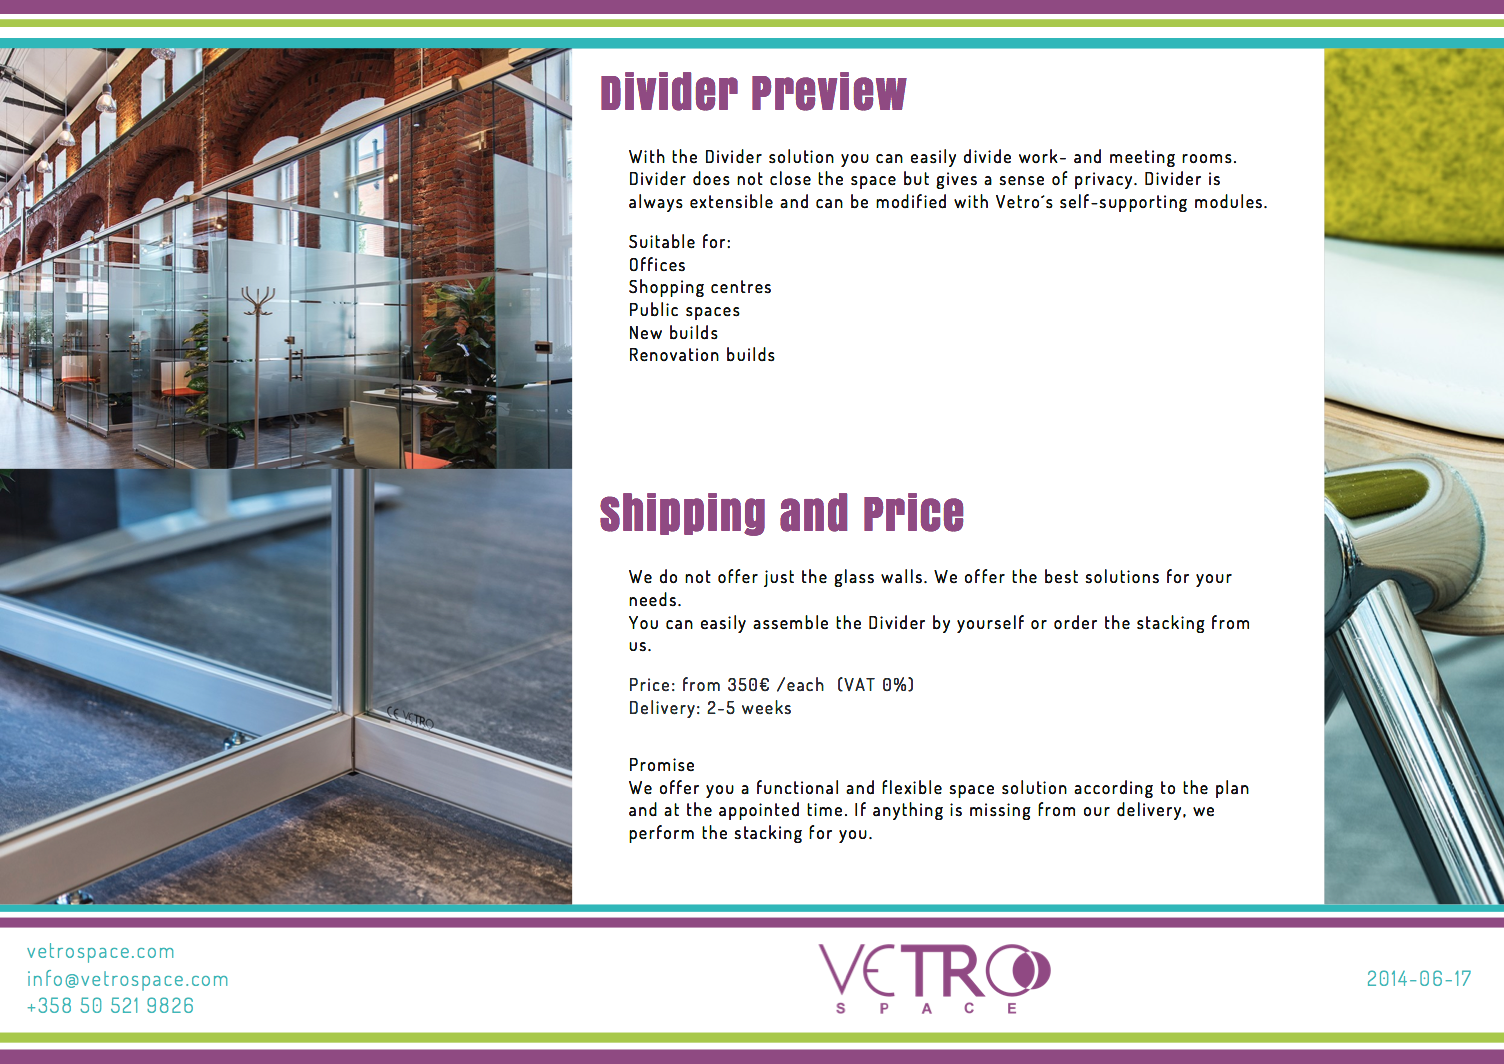 Divider Preview
With the Divider solution you can easily divide work- and meeting rooms.
Divider does not close the space but gives a sense of privacy. Divider is
always extensible and can be modified with Vetro´s self-supporting modules.
Suitable for:
Offices
Shopping centres
Public spaces
New builds
Renovation builds
Shipping and Price
We do not offer just the glass walls. We offer the best solutions for your
needs.
You can easily assemble the Divider by yourself or order the stacking from
us.
Price: from 350€ /each (VAT 0%)
Delivery: 2-5 weeks
CE VETRO
Promise
We offer you a functional and flexible space solution according to the plan
and at the appointed time. If anything is missing from our delivery, we
perform the stacking for you.
vetrospace.com
info@vetrospace.com
+358 50 521 9826
VETRO
SPACE
2014-06-17